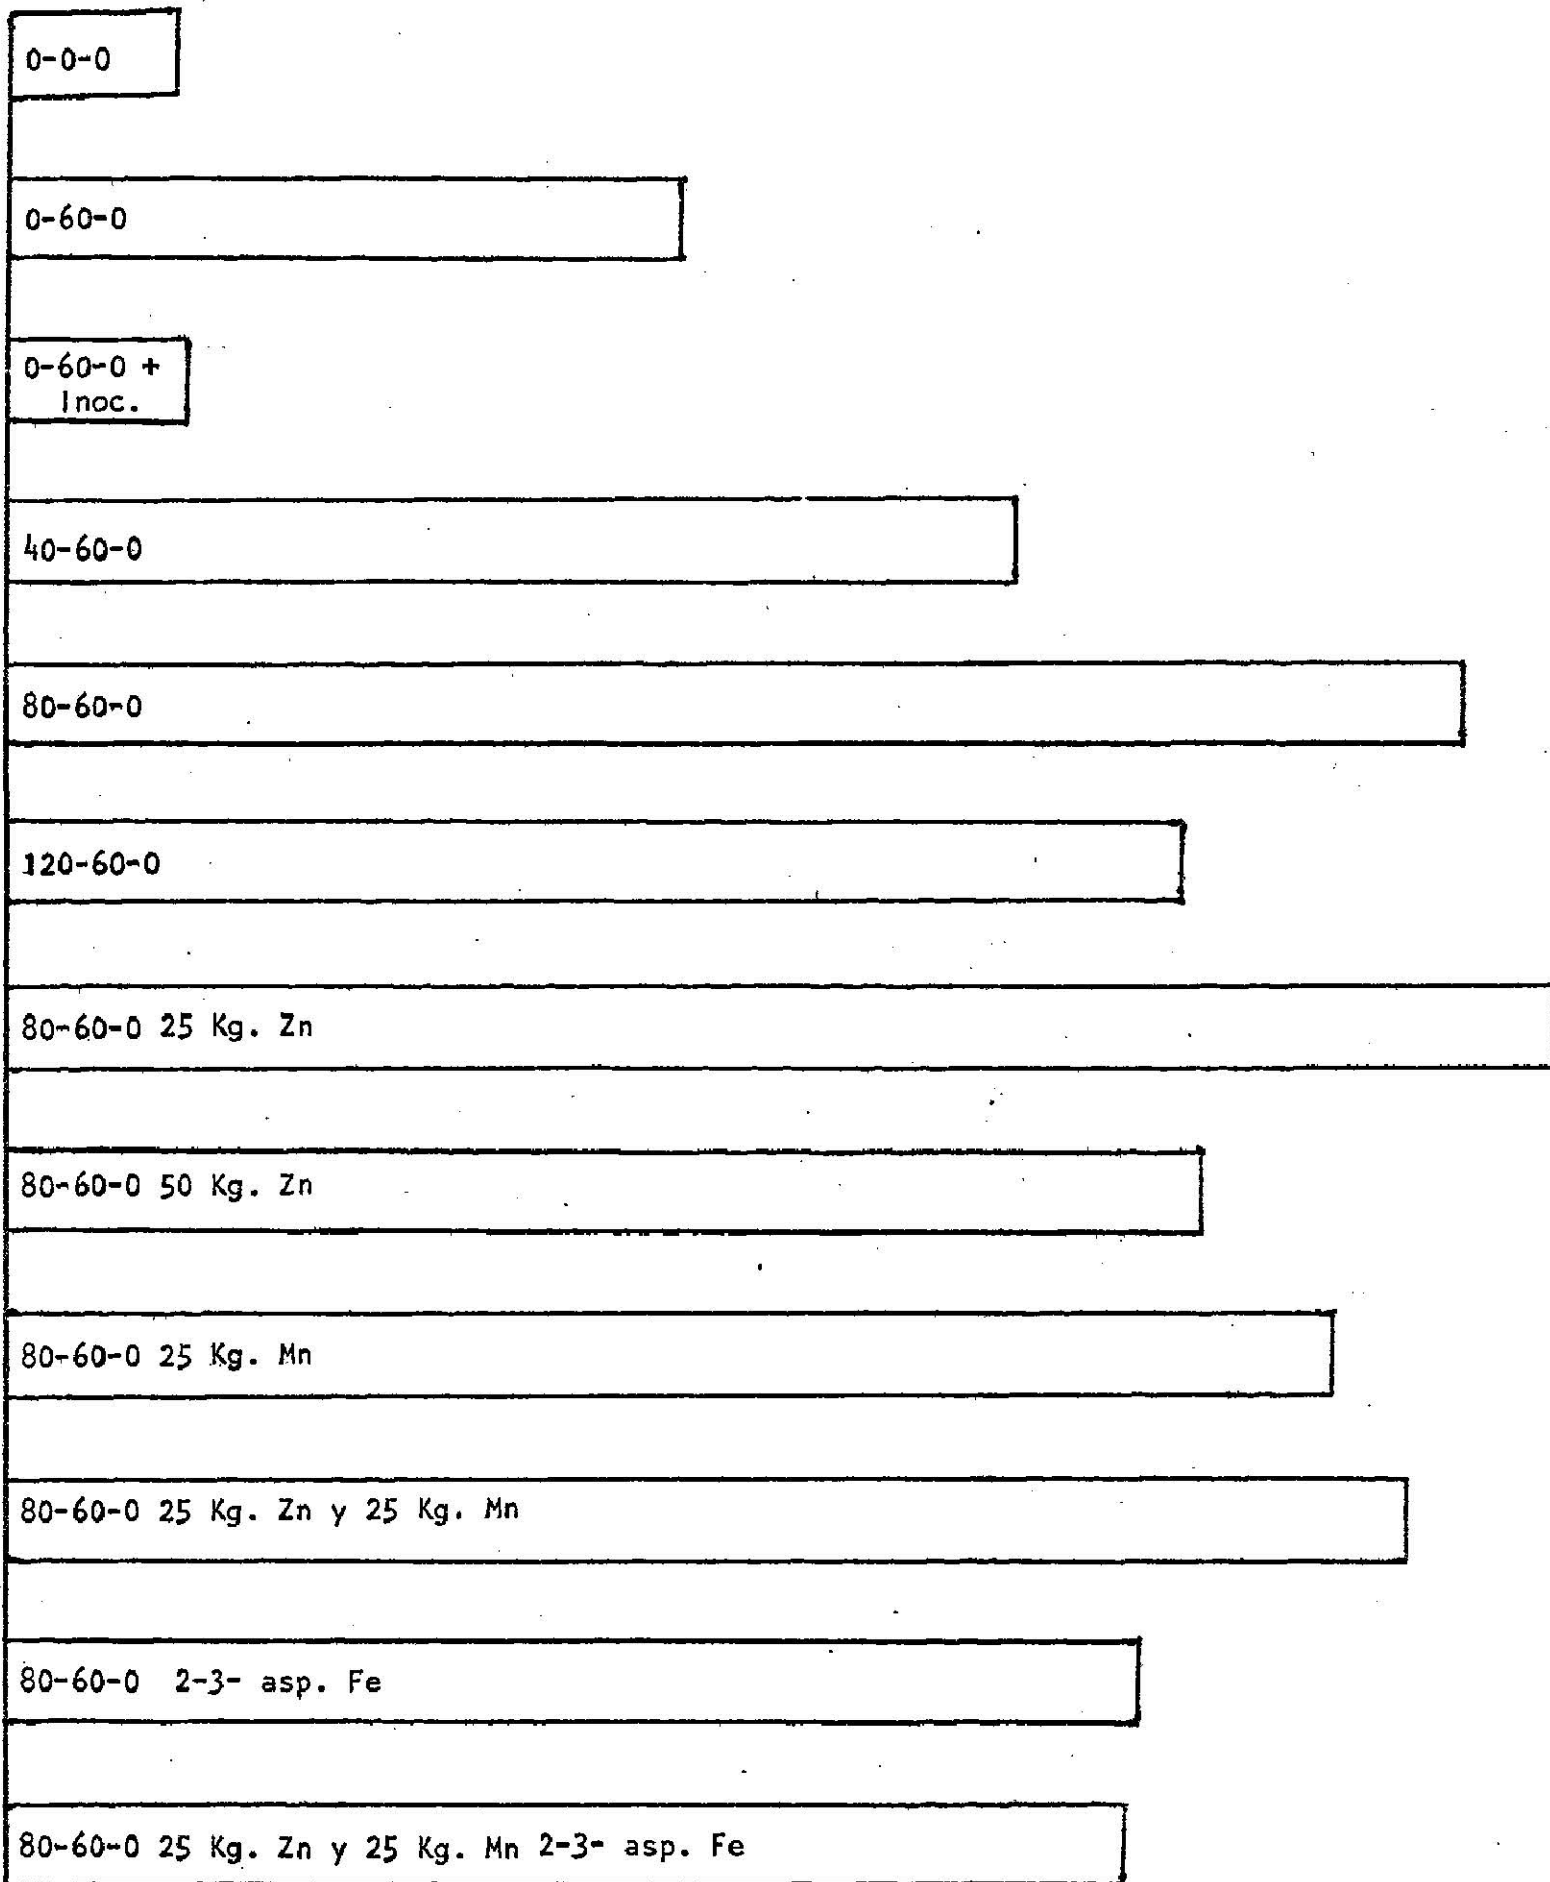 0-0-0
0-60-0
0-60-0 +
Inoc.
40-60-0
80-60-0
120-60-0
80-60-0 25 Kg. Zn
80-60-0 50 Kg. Zn
80-60-0 25 Kg. Mn
80-60-0 25 Kg. Zn y 25 Kg. Mn
80-60-0 2-3- asp. Fe
80-60-0 25 Kg. Zn y 25 Kg. Mn 2-3- asp. Fe